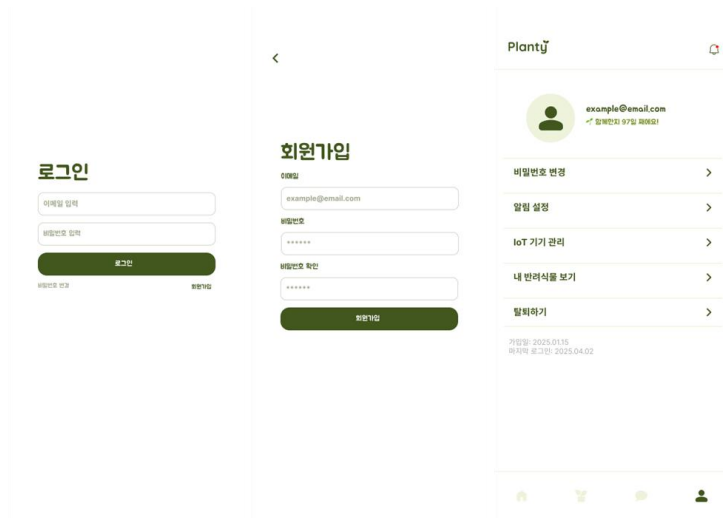 로그인
이메일 입력
비밀번호 입력
로그인
비밀번호 변경
회원가입
회원가입
이메일
example@email.com
비밀번호
******
비밀번호 확인
******
회원가입
Planty
example@email.com
함께한지 97일 째에요!
비밀번호 변경
알림 설정
IoT 기기 관리
내 반려식물 보기
탈퇴하기
가입일: 2025.01.15
마지막 로그인: 2025.04.02